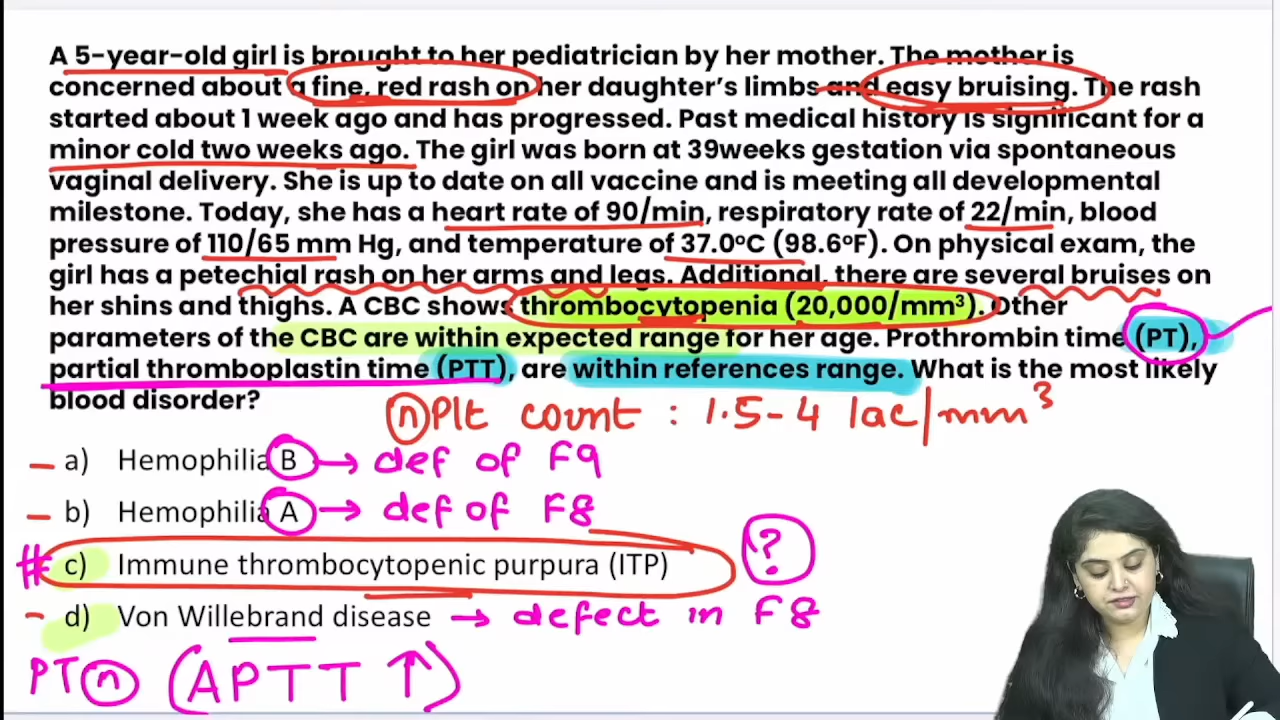 A 5-year-old girl is brought to her pediatrician by her mother. The mother is
concerned about a fine, red rash on her daughter's limbs and easy bruising. The rash
started about 1 week ago and has progressed. Past medical history is significant for a
minor cold two weeks ago. The girl was born at 39weeks gestation via spontaneous
vaginal delivery. She is up to date on all vaccine and is meeting all developmental
milestone. Today, she has a heart rate of 90/min, respiratory rate of 22/min, blood
pressure of 110/65 mm Hg, and temperature of 37.0°C (98.6°F). On physical exam, the
girl has a petechial rash on her arms and legs. Additional, there are several bruises on
her shins and thighs. A CBC shows thrombocytopenia (20,000/mm³). Other
parameters of the CBC are within expected range for her age. Prothrombin time (PT),
partial thromboplastin time (PTT), are within references range. What is the most likely
blood disorder?
n Plt count : 1.5-4 lac/mm³
a) Hemophilia B → def of F9
b) Hemophilia A → def of F8
# c) Immune thrombocytopenic purpura (ITP) ?
d) Von Willebrand disease → defect in F8
PT n (APTT ↑)